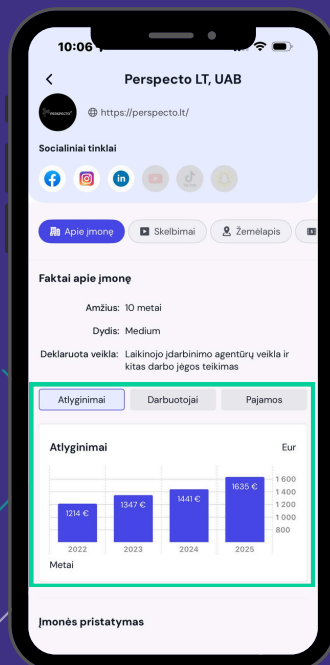 10:06
Perspecto LT, UAB
PERSPECTO
https://perspecto.lt/
Socialiniai tinklai
Apie įmonę
Skelbimai
Žemėlapis
Faktai apie įmonę
Amžius: 10 metai
Dydis: Medium
Deklaruota veikla: Laikinojo įdarbinimo agentūrų veikla ir
kitas darbo jėgos teikimas
Atlyginimai
Darbuotojai
Pajamos
Atlyginimai
Eur
1214 €
1347 €
1441 €
1635 €
1 600
1 400
1 200
1 000
800
2022
2023
2024
2025
Metai
Įmonės pristatymas